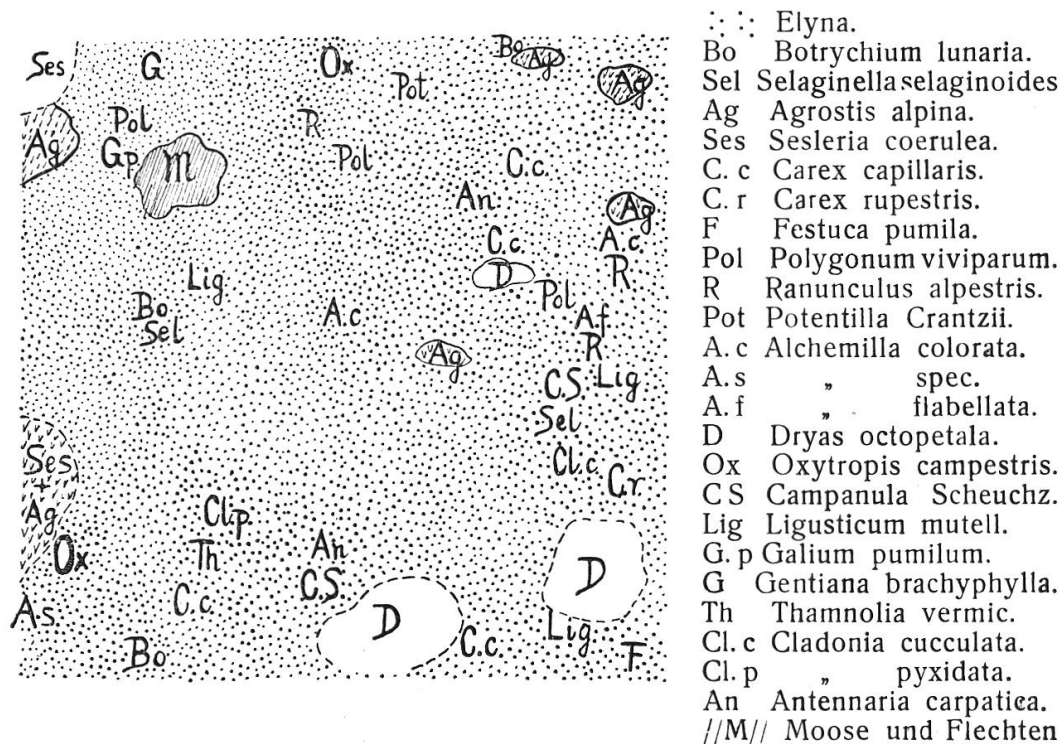 Ses G Ox Bo Ag Ag
Pot
Ag Pol R
Gp M Pol C.c.
An Ag
C.c. A.c
Lig D R
Bo A.c Pol A.f
Sel Ag R
C.S. Lig
Sel
Ses Cl.c.
+ C.r
Ag Cl.p.
Ox Th An D
C.c. C.S.
A.s D Lig
Bo C.c. F
∴ ∴ Elyna.
Bo Botrychium lunaria.
Sel Selaginella selaginoides
Ag Agrostis alpina.
Ses Sesleria coerulea.
C. c Carex capillaris.
C. r Carex rupestris.
F Festuca pumila.
Pol Polygonum viviparum.
R Ranunculus alpestris.
Pot Potentilla Crantzii.
A. c Alchemilla colorata.
A. s „ spec.
A. f „ flabellata.
D Dryas octopetala.
Ox Oxytropis campestris.
C S Campanula Scheuchz.
Lig Ligusticum mutell.
G. p Galium pumilum.
G Gentiana brachyphylla.
Th Thamnolia vermic.
Cl. c Cladonia cucculata.
Cl. p „ pyxidata.
An Antennaria carpatica.
//M// Moose und Flechten